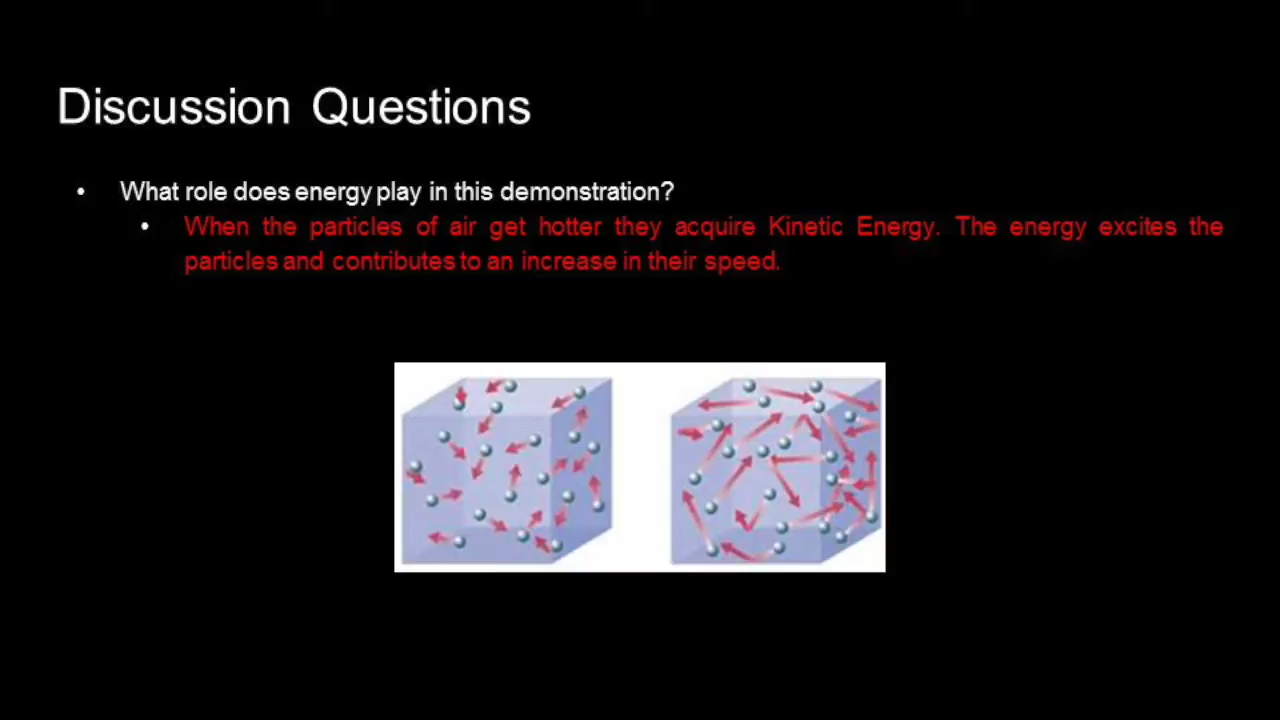 Discussion Questions
• What role does energy play in this demonstration?
• When the particles of air get hotter they acquire Kinetic Energy. The energy excites the
particles and contributes to an increase in their speed.